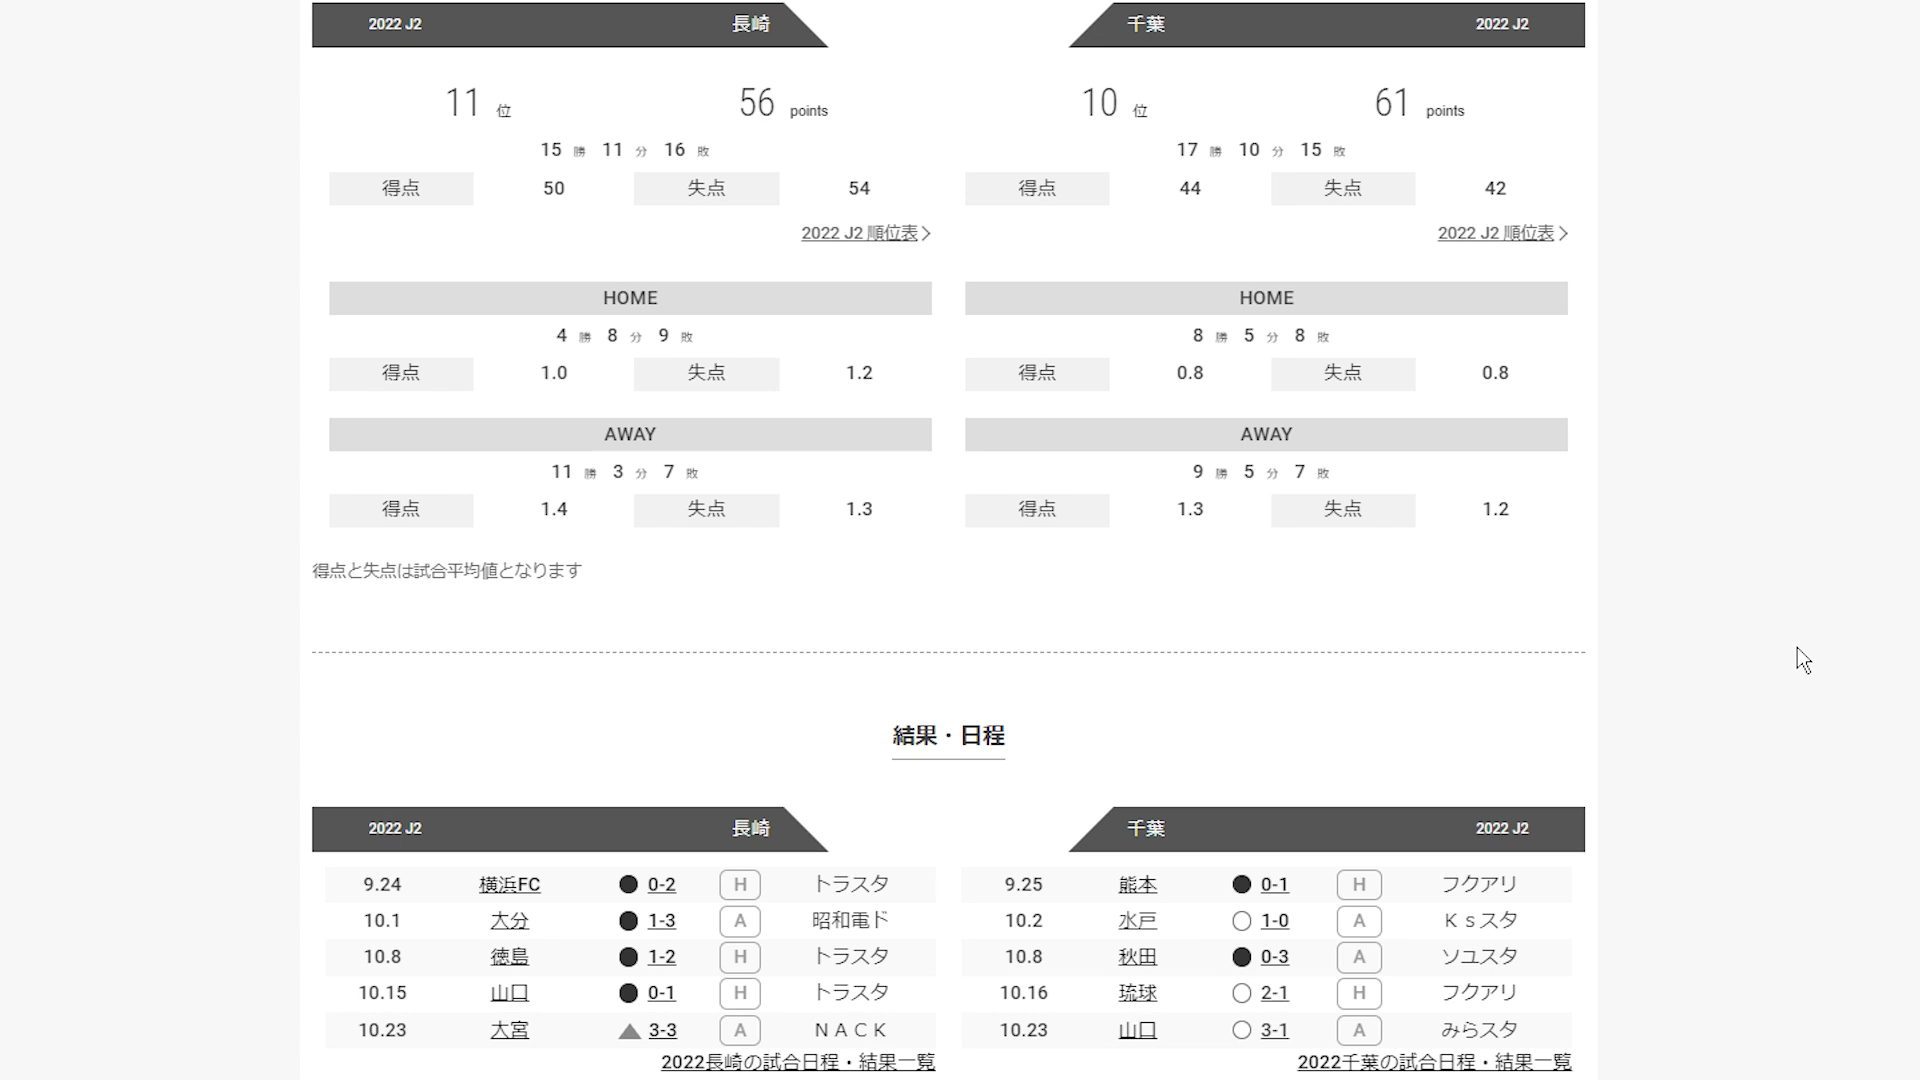 2022 J2 長崎 千葉 2022 J2
11 位 56 points 10 位 61 points
15 勝 11 分 16 敗 17 勝 10 分 15 敗
得点 50 失点 54 得点 44 失点 42
2022 J2 順位表 2022 J2 順位表
HOME HOME
4 勝 8 分 9 敗 8 勝 5 分 8 敗
得点 1.0 失点 1.2 得点 0.8 失点 0.8
AWAY AWAY
11 勝 3 分 7 敗 9 勝 5 分 7 敗
得点 1.4 失点 1.3 得点 1.3 失点 1.2
得点と失点は試合平均値となります
結果・日程
2022 J2 長崎 千葉 2022 J2
9.24 横浜FC ● 0-2 H トラスタ 9.25 熊本 ● 0-1 H フクアリ
10.1 大分 ● 1-3 A 昭和電ド 10.2 水戸 ○ 1-0 A Ｋｓスタ
10.8 徳島 ● 1-2 H トラスタ 10.8 秋田 ● 0-3 A ソユスタ
10.15 山口 ● 0-1 H トラスタ 10.16 琉球 ○ 2-1 H フクアリ
10.23 大宮 ▲ 3-3 A ＮＡＣＫ 10.23 山口 ○ 3-1 A みらスタ
2022長崎の試合日程・結果一覧 2022千葉の試合日程・結果一覧